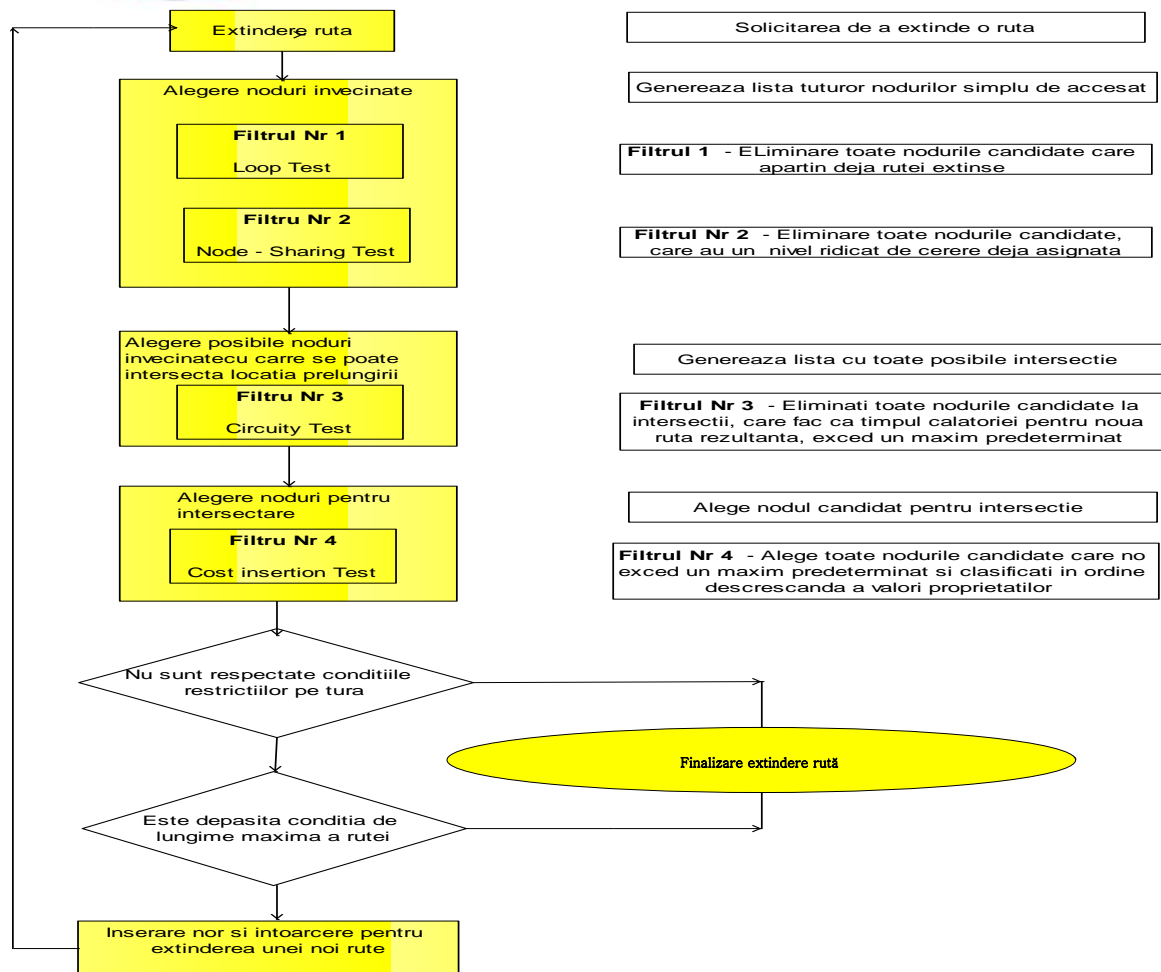 Extindere ruta
Solicitarea de a extinde o ruta
Alegere noduri invecinate
Genereaza lista tuturor nodurilor simplu de accesat
Filtrul Nr 1
Loop Test
Filtrul 1 - ELiminare toate nodurile candidate care
apartin deja rutei extinse
Filtru Nr 2
Node - Sharing Test
Filtrul Nr 2 - Eliminare toate nodurile candidate,
care au un nivel ridicat de cerere deja asignata
Alegere posibile noduri
invecinatecu carre se poate
intersecta locatia prelungirii
Genereaza lista cu toate posibile intersectie
Filtru Nr 3
Circuity Test
Filtrul Nr 3 - Eliminati toate nodurile candidate la
intersectii, care fac ca timpul calatoriei pentru noua
ruta rezultanta, exced un maxim predeterminat
Alegere noduri pentru
intersectare
Alege nodul candidat pentru intersectie
Filtru Nr 4
Cost insertion Test
Filtrul Nr 4 - Alege toate nodurile candidate care no
exced un maxim predeterminat si clasificati in ordine
descrescanda a valori proprietatilor
Nu sunt respectate conditiile
restrictiilor pe tura
Finalizare extindere rută
Este depasita conditia de
lungime maxima a rutei
Inserare nor si intoarcere pentru
extinderea unei noi rute